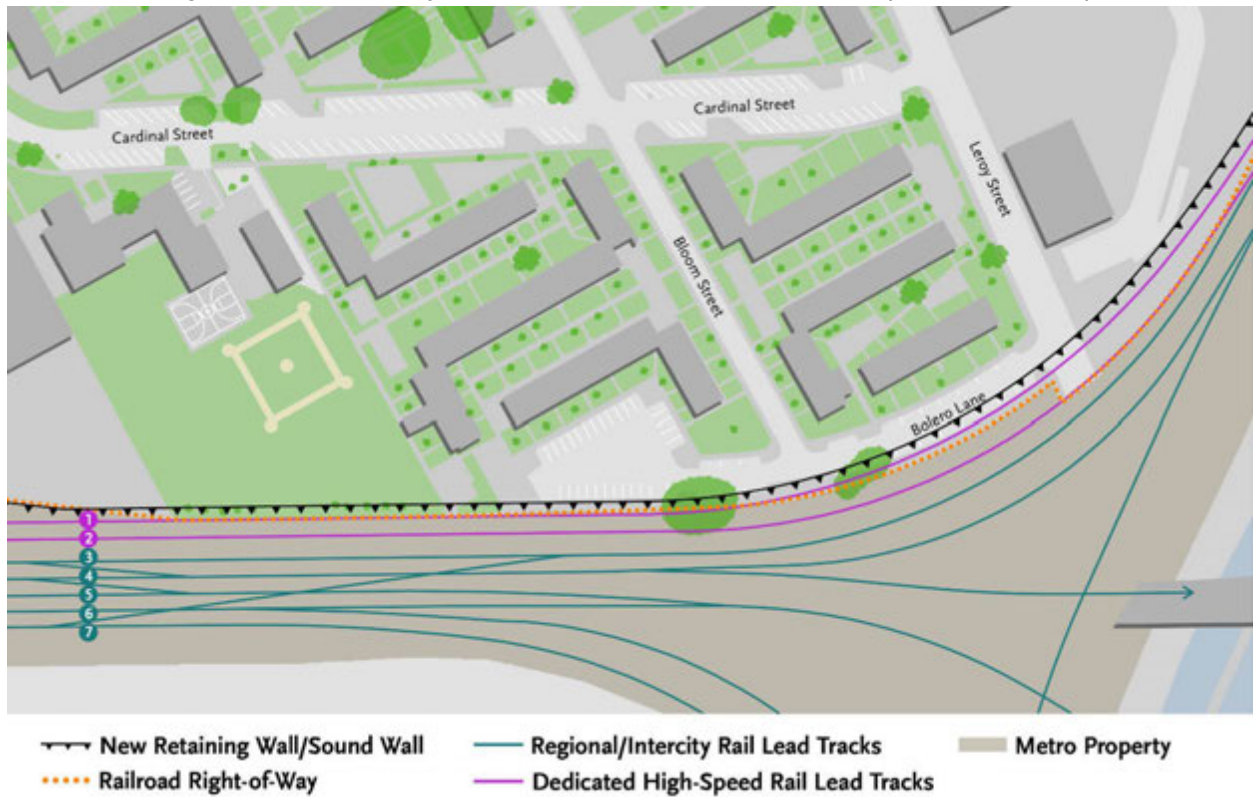 Cardinal Street
Cardinal Street
Leroy Street
Bloom Street
Bolero Lane
1
2
3
4
5
6
7
New Retaining Wall/Sound Wall
Regional/Intercity Rail Lead Tracks
Metro Property
Railroad Right-of-Way
Dedicated High-Speed Rail Lead Tracks